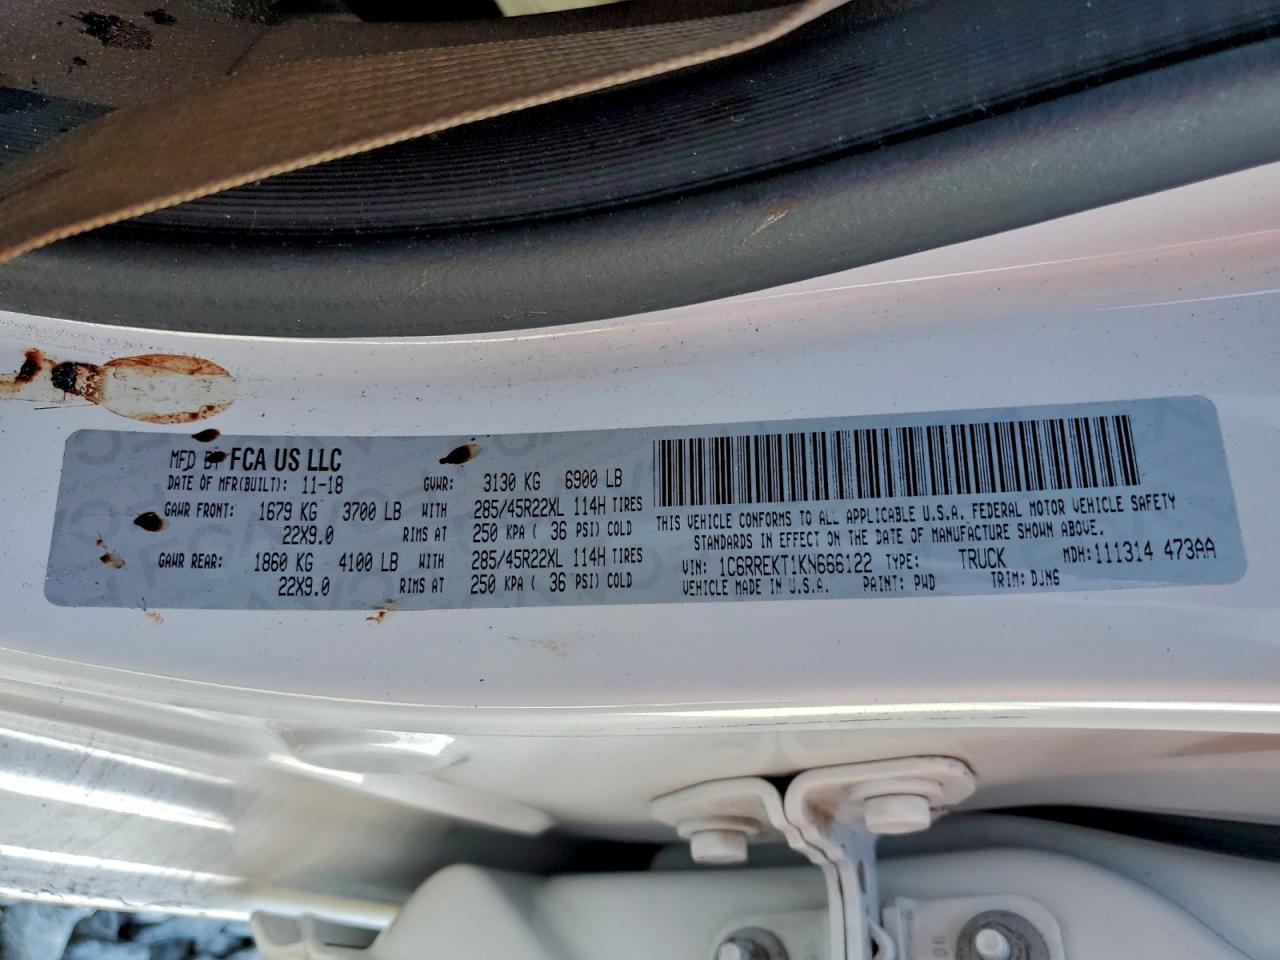 MFD BY FCA US LLC
DATE OF MFR(BUILT): 11-18 GVWR: 3130 KG 6900 LB
GAWR FRONT: 1679 KG 3700 LB WITH 285/45R22XL 114H TIRES
22X9.0 RIMS AT 250 KPA ( 36 PSI) COLD
GAWR REAR: 1860 KG 4100 LB WITH 285/45R22XL 114H TIRES
22X9.0 RIMS AT 250 KPA ( 36 PSI) COLD
THIS VEHICLE CONFORMS TO ALL APPLICABLE U.S.A. FEDERAL MOTOR VEHICLE SAFETY
STANDARDS IN EFFECT ON THE DATE OF MANUFACTURE SHOWN ABOVE.
VIN: 1C6RREKT1KN666122 TYPE: TRUCK MDH:111314 473AA
VEHICLE MADE IN U.S.A. PAINT: PWD TRIM: DJN6